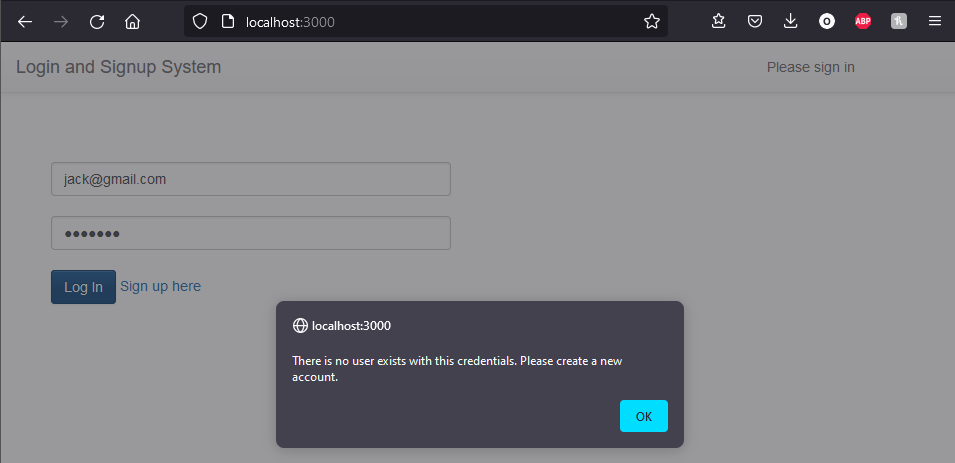 localhost:3000
ABP
Login and Signup System
Please sign in
jack@gmail.com
●●●●●●●
Log In
Sign up here
localhost:3000
There is no user exists with this credentials. Please create a new
account.
OK